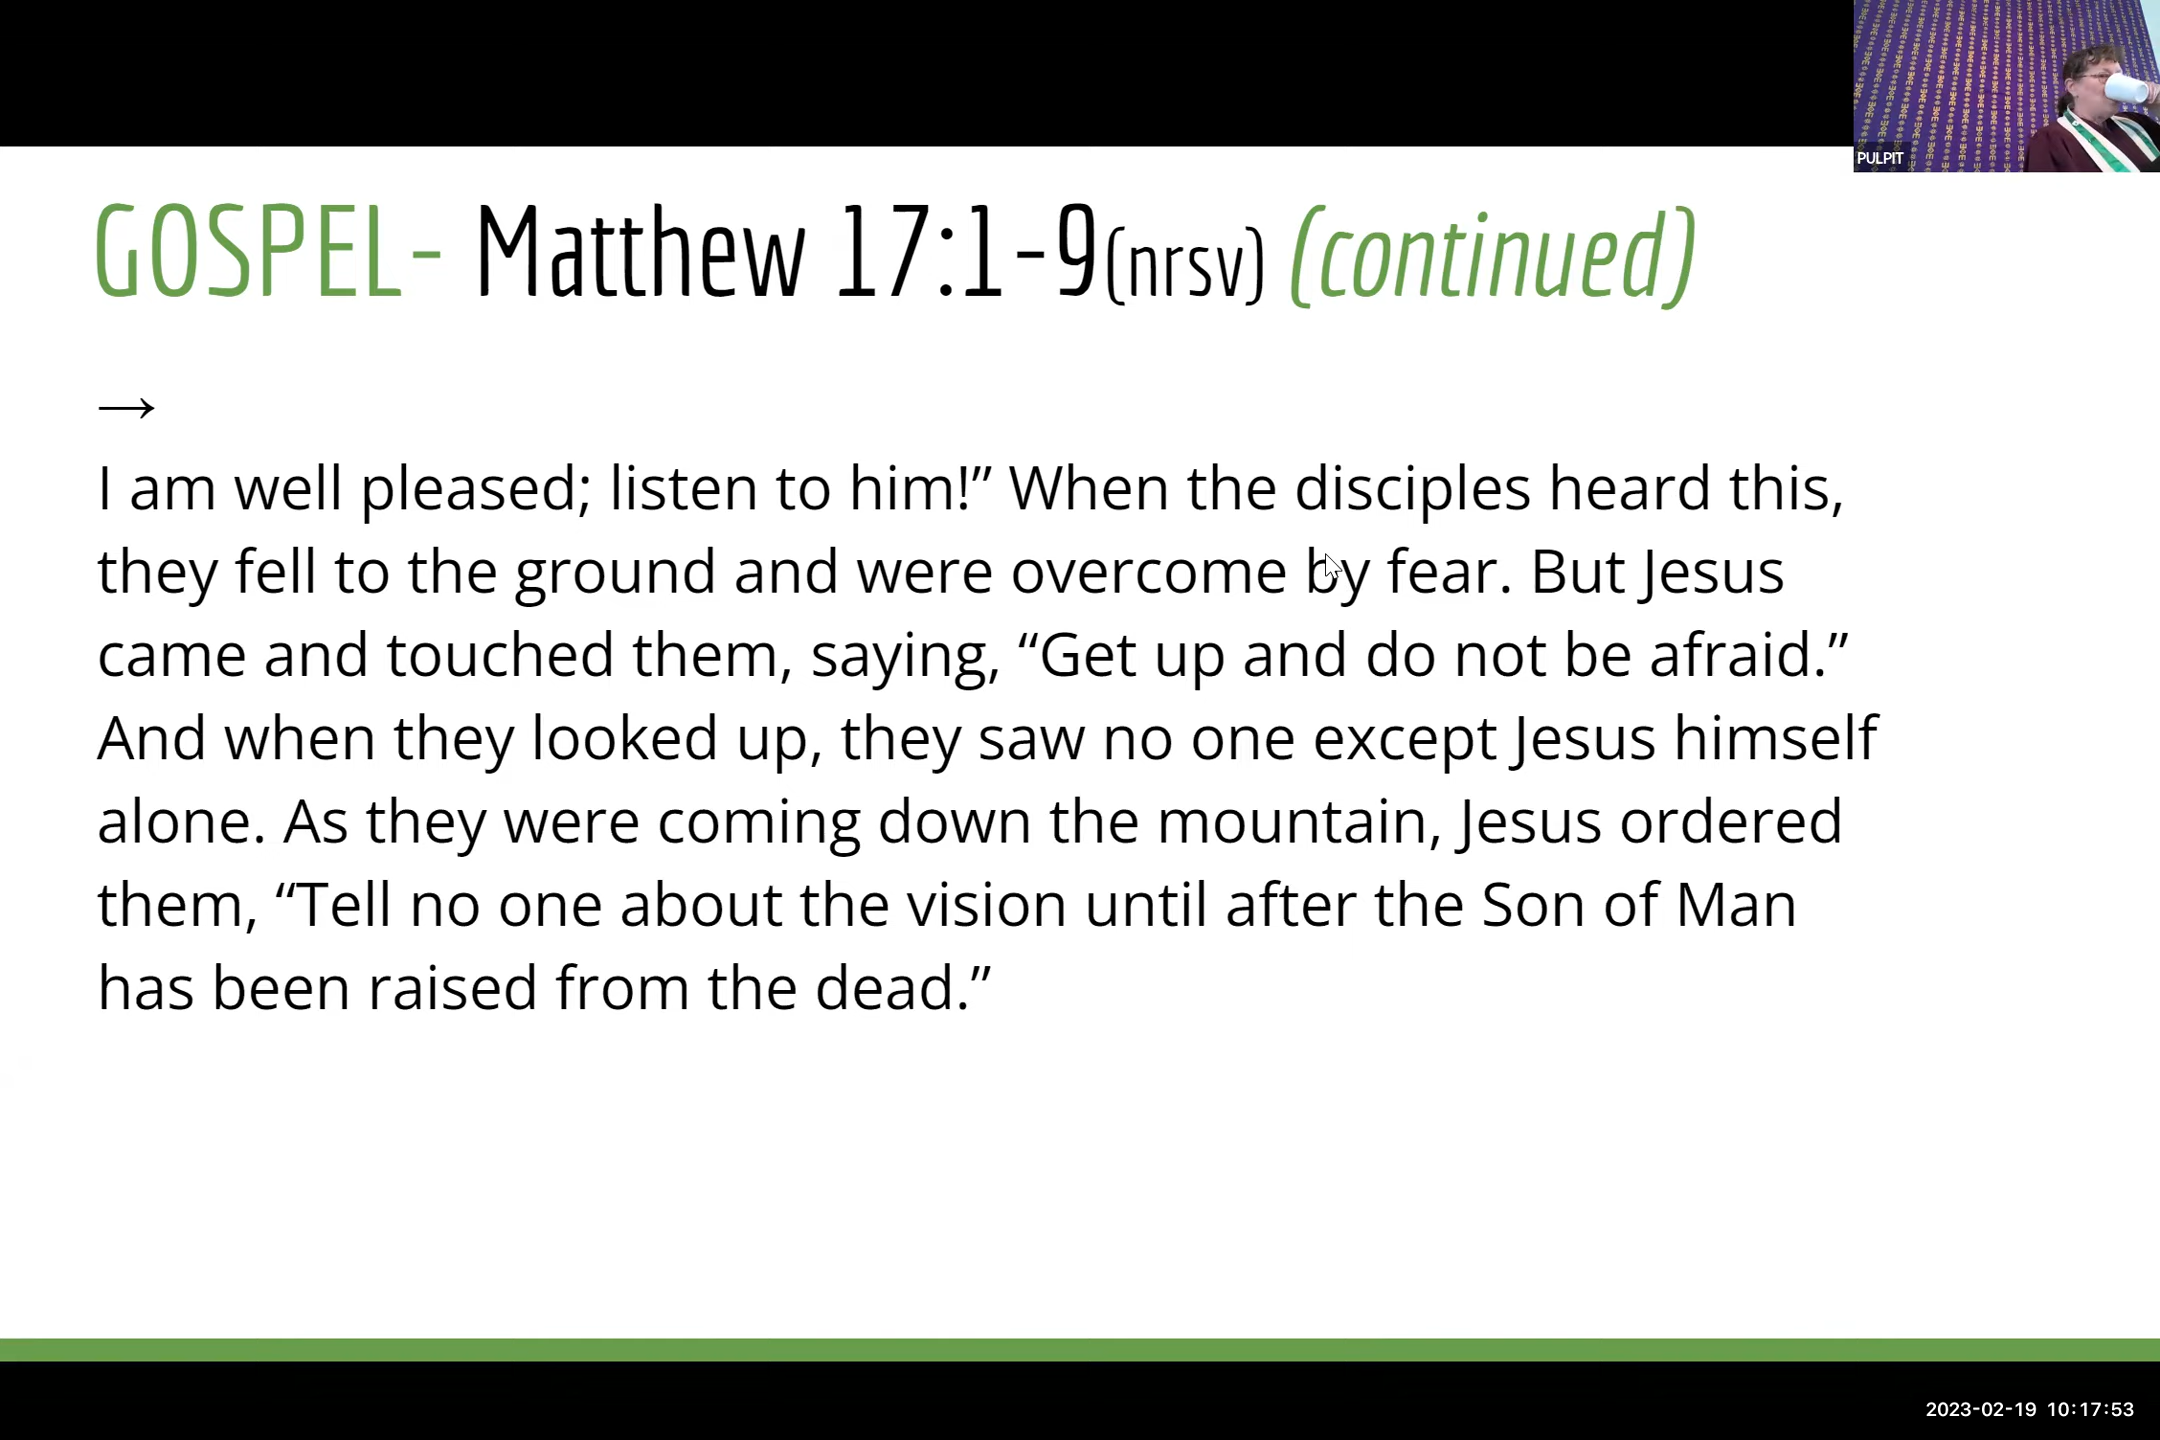 PULPIT
GOSPEL- Matthew 17:1-9(nrsv) (continued)
→
I am well pleased; listen to him!” When the disciples heard this,
they fell to the ground and were overcome by fear. But Jesus
came and touched them, saying, “Get up and do not be afraid.”
And when they looked up, they saw no one except Jesus himself
alone. As they were coming down the mountain, Jesus ordered
them, “Tell no one about the vision until after the Son of Man
has been raised from the dead.”
2023-02-19 10:17:53